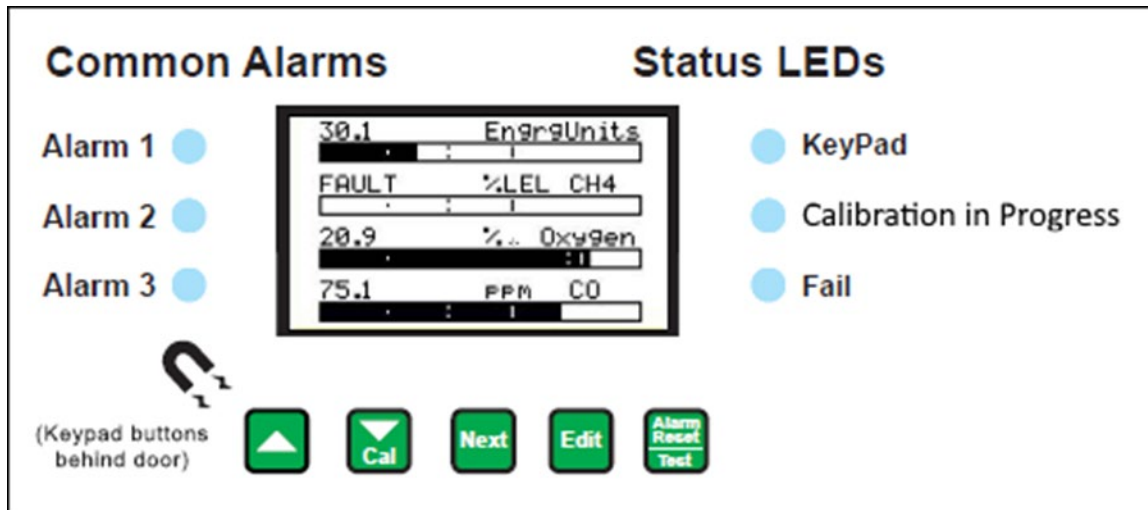 Common Alarms
Status LEDs
Alarm 1
Alarm 2
Alarm 3
30.1 EngrgUnits
FAULT %LEL CH4
20.9 % Oxygen
75.1 ppm CO
KeyPad
Calibration in Progress
Fail
(Keypad buttons
behind door)
Cal
Next
Edit
Alarm
Reset
Test